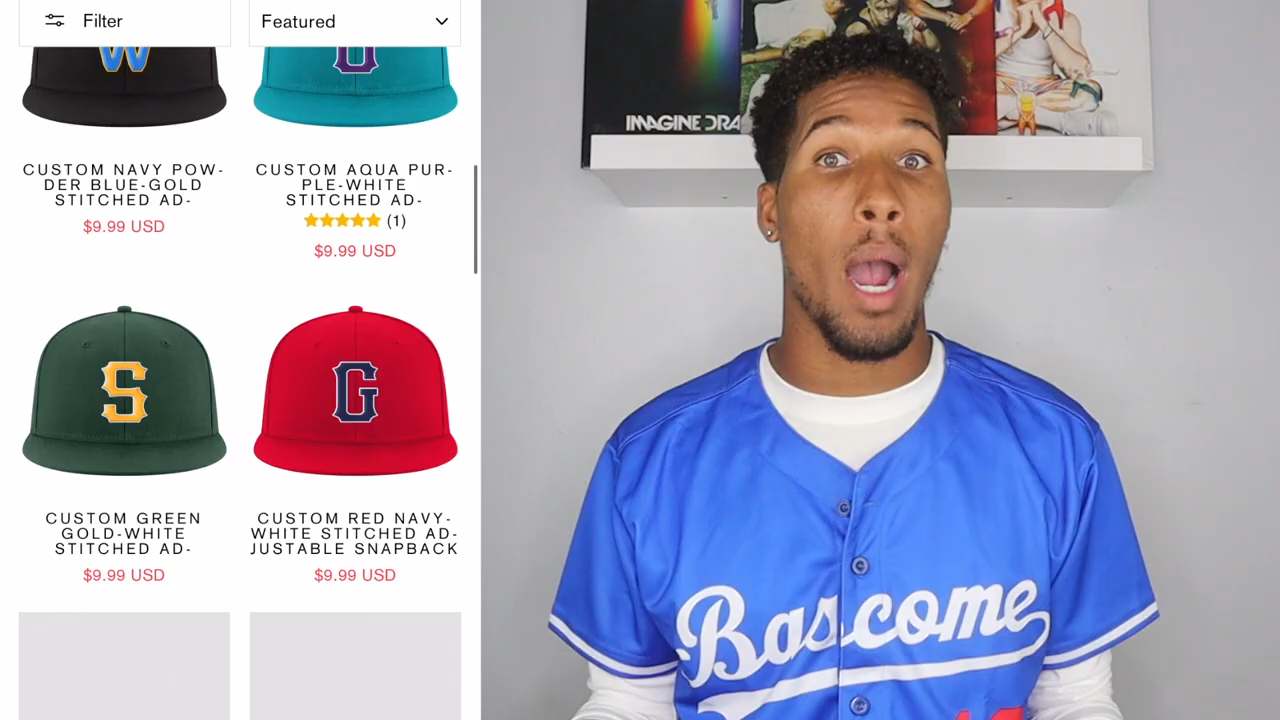 Filter
Featured
W
U
CUSTOM NAVY POW-
DER BLUE-GOLD
STITCHED AD-
$9.99 USD
CUSTOM AQUA PUR-
PLE-WHITE
STITCHED AD-
(1)
$9.99 USD
S
G
CUSTOM GREEN
GOLD-WHITE
STITCHED AD-
$9.99 USD
CUSTOM RED NAVY-
WHITE STITCHED AD-
JUSTABLE SNAPBACK
$9.99 USD
IMAGINE DRA
Bascome